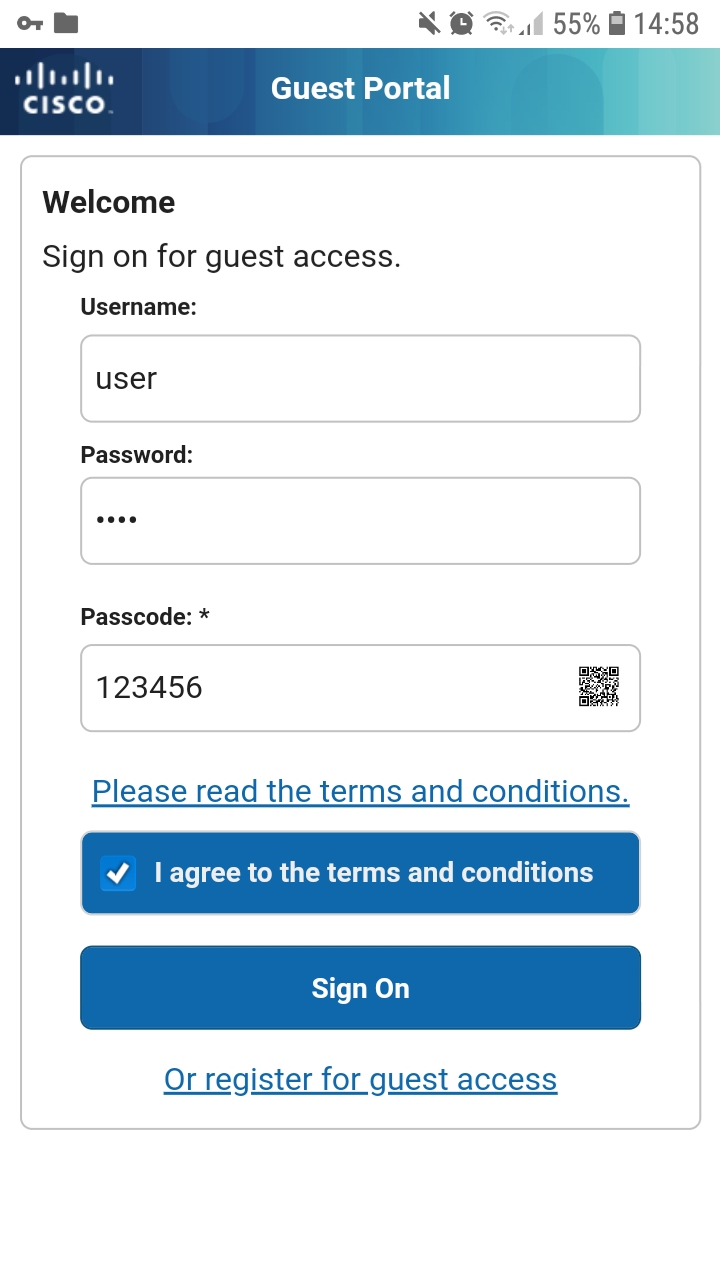 55% 14:58
CISCO
Guest Portal
Welcome
Sign on for guest access.
Username:
user
Password:
••••
Passcode: *
123456
Please read the terms and conditions.
I agree to the terms and conditions
Sign On
Or register for guest access